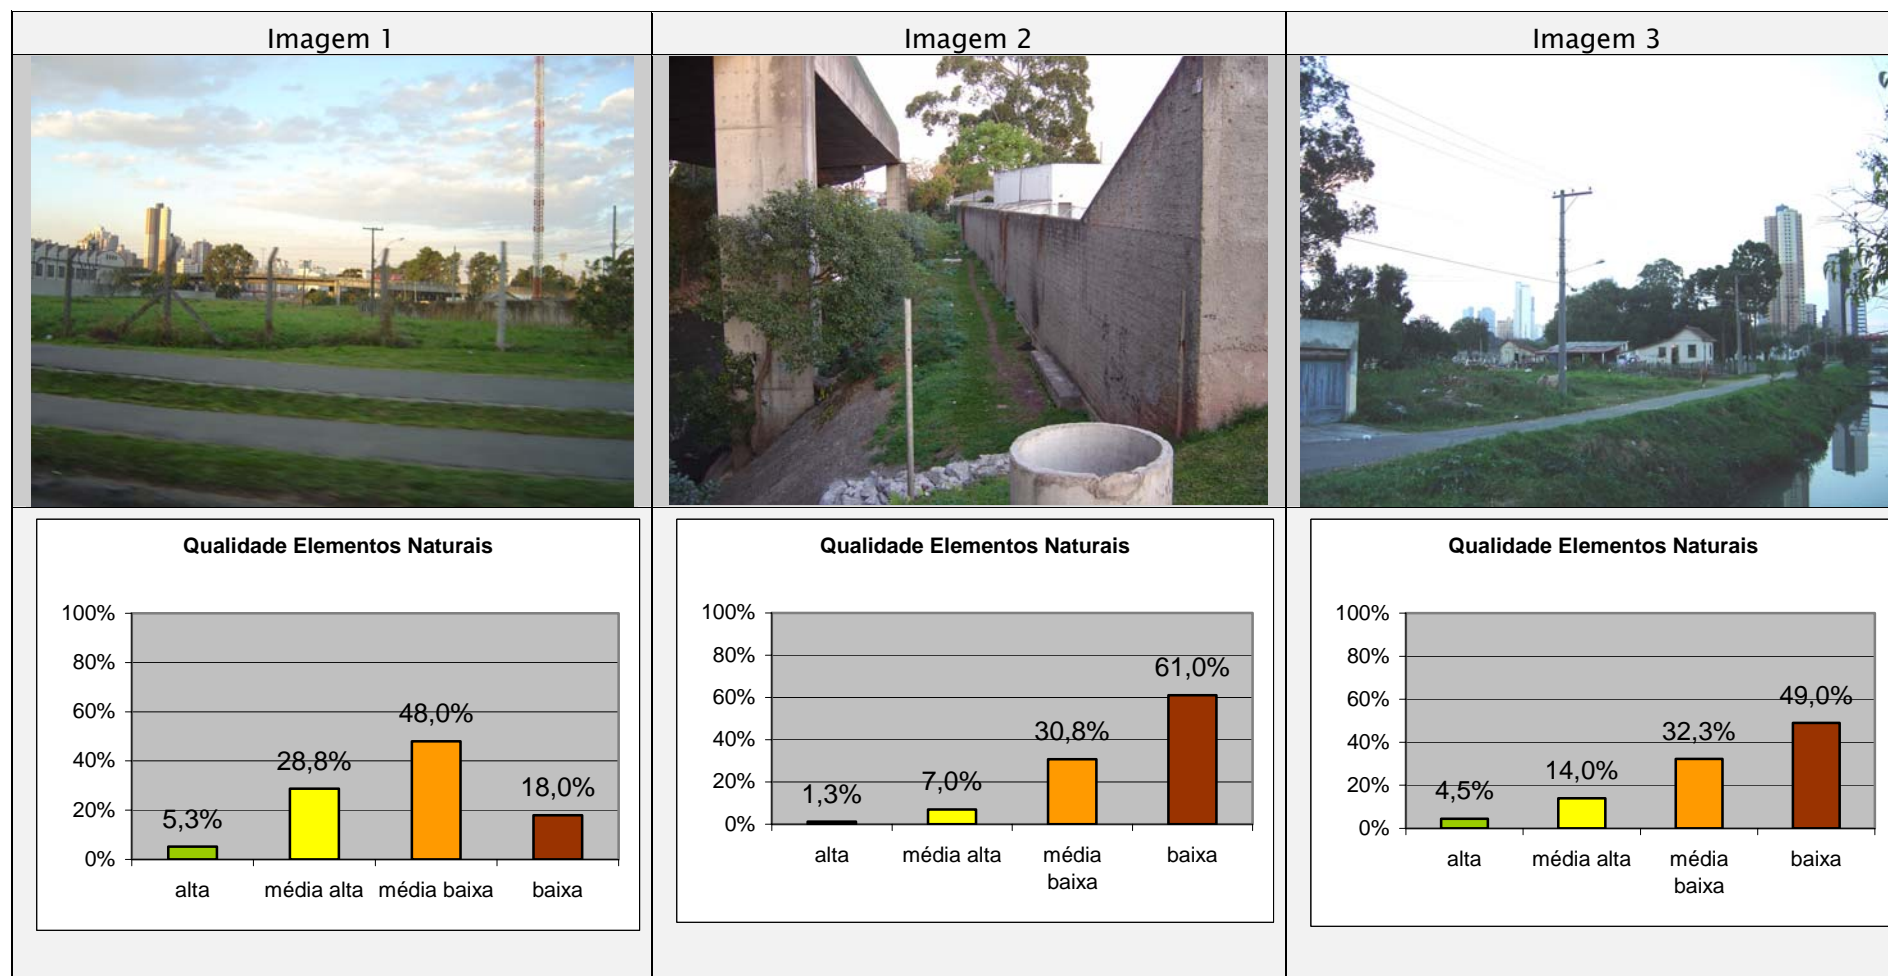 Imagem 1
Imagem 2
Imagem 3
Qualidade Elementos Naturais
100%
80%
60%
40%
20%
0%
5,3%
28,8%
48,0%
18,0%
alta
média alta
média baixa
baixa
Qualidade Elementos Naturais
100%
80%
60%
40%
20%
0%
1,3%
7,0%
30,8%
61,0%
alta
média alta
média
baixa
baixa
Qualidade Elementos Naturais
100%
80%
60%
40%
20%
0%
4,5%
14,0%
32,3%
49,0%
alta
média alta
média
baixa
baixa